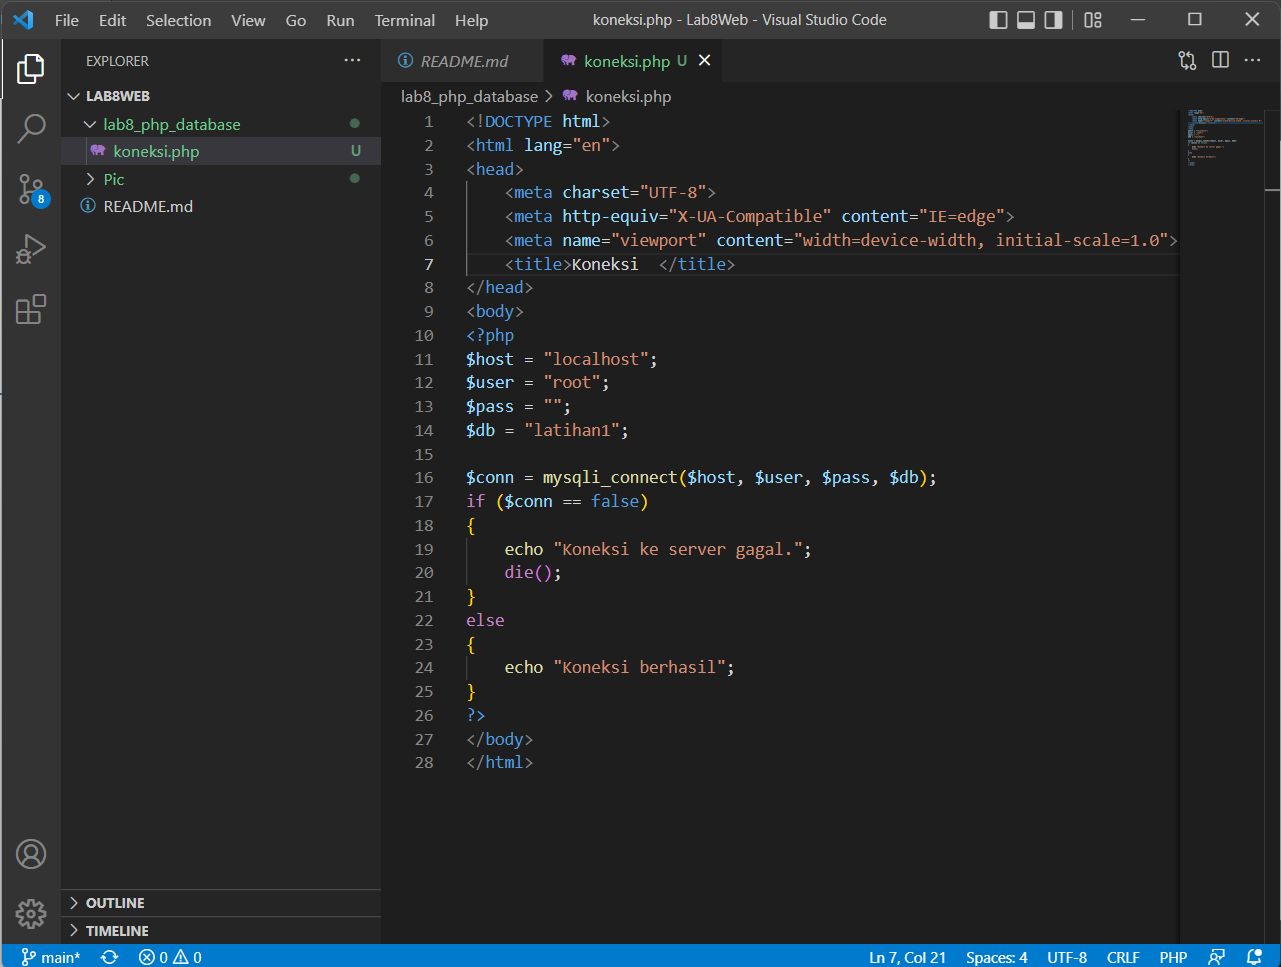 File Edit Selection View Go Run Terminal Help koneksi.php - Lab8Web - Visual Studio Code
EXPLORER
README.md
koneksi.php U
LAB8WEB
lab8_php_database
koneksi.php U
Pic
README.md
8
OUTLINE
TIMELINE
lab8_php_database > koneksi.php
1 <!DOCTYPE html>
2 <html lang="en">
3 <head>
4 <meta charset="UTF-8">
5 <meta http-equiv="X-UA-Compatible" content="IE=edge">
6 <meta name="viewport" content="width=device-width, initial-scale=1.0">
7 <title>Koneksi  </title>
8 </head>
9 <body>
10 <?php
11 $host = "localhost";
12 $user = "root";
13 $pass = "";
14 $db = "latihan1";
15
16 $conn = mysqli_connect($host, $user, $pass, $db);
17 if ($conn == false)
18 {
19 echo "Koneksi ke server gagal.";
20 die();
21 }
22 else
23 {
24 echo "Koneksi berhasil";
25 }
26 ?>
27 </body>
28 </html>
main* 0 0 Ln 7, Col 21 Spaces: 4 UTF-8 CRLF PHP